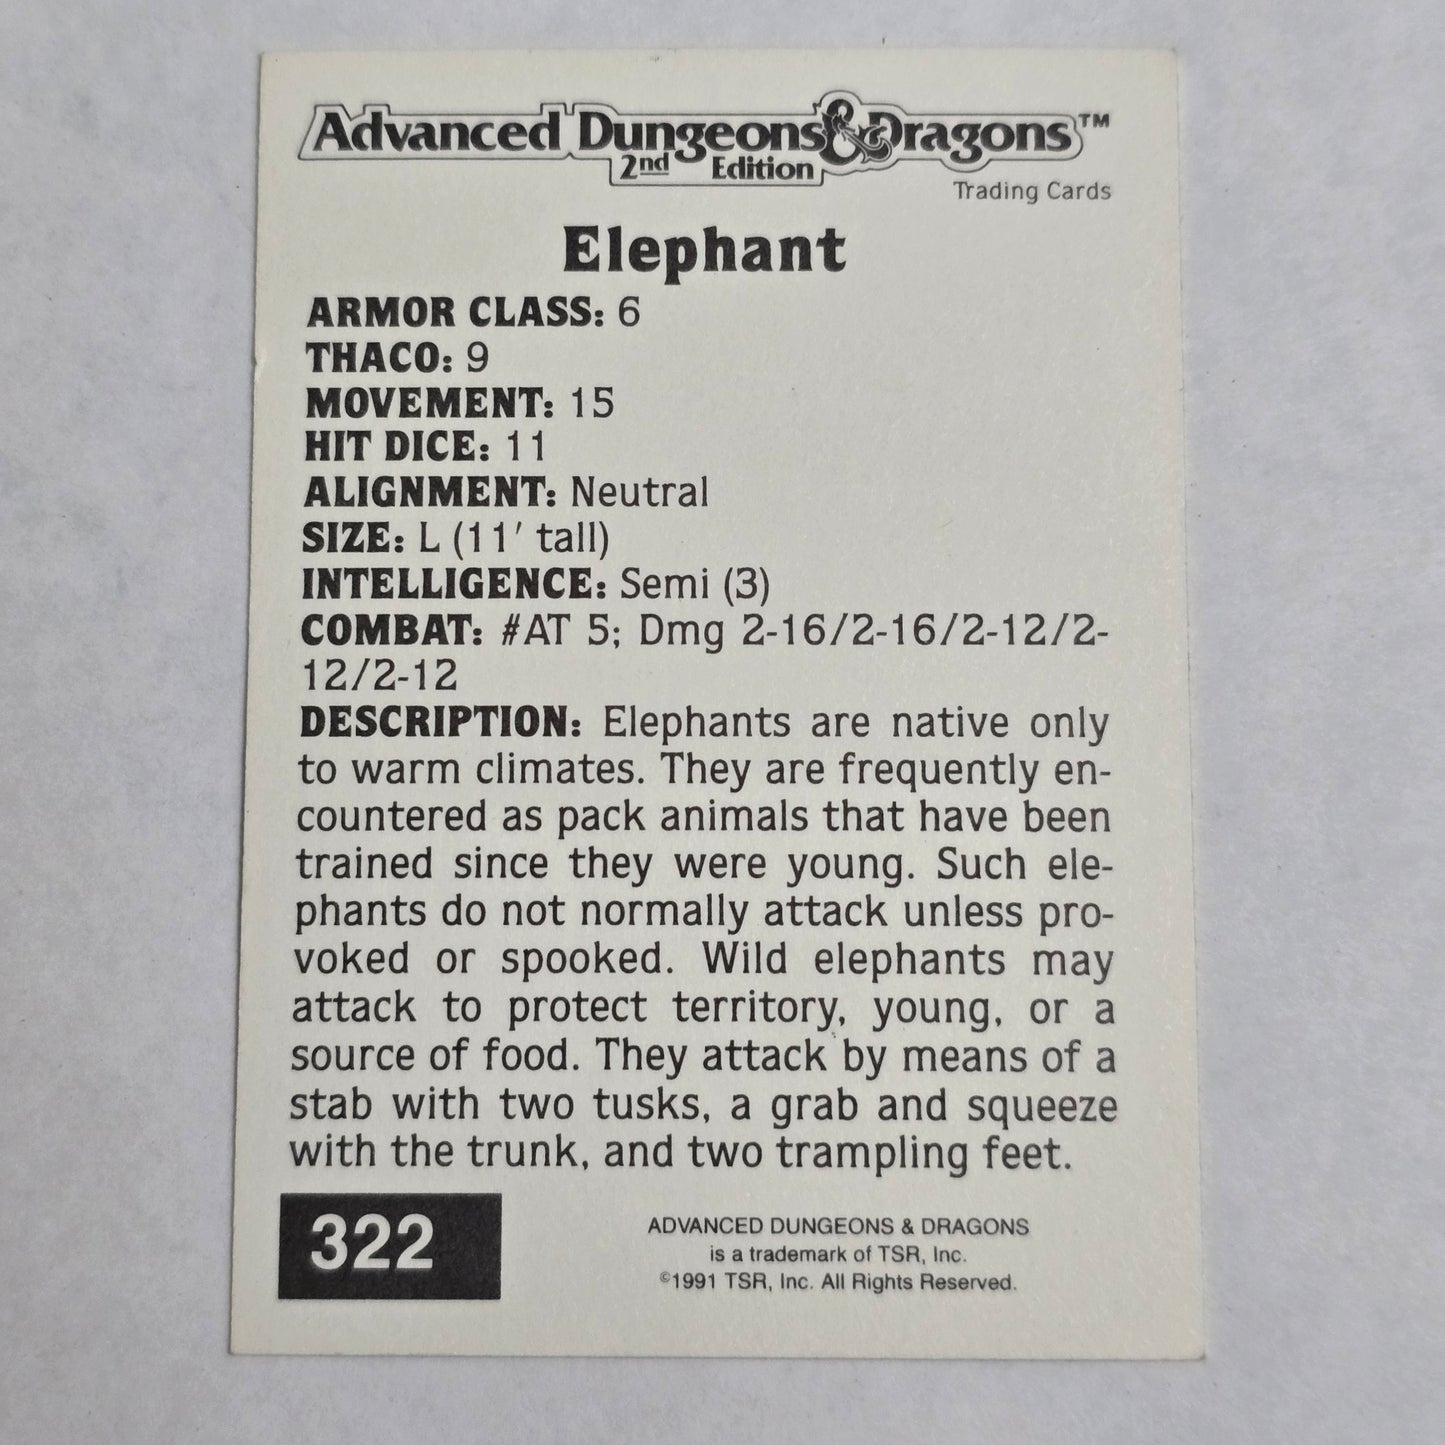 Advanced Dungeons & Dragons™
2nd Edition
Trading Cards
Elephant
ARMOR CLASS: 6
THACO: 9
MOVEMENT: 15
HIT DICE: 11
ALIGNMENT: Neutral
SIZE: L (11' tall)
INTELLIGENCE: Semi (3)
COMBAT: #AT 5; Dmg 2-16/2-16/2-12/2-
12/2-12
DESCRIPTION: Elephants are native only
to warm climates. They are frequently en-
countered as pack animals that have been
trained since they were young. Such ele-
phants do not normally attack unless pro-
voked or spooked. Wild elephants may
attack to protect territory, young, or a
source of food. They attack by means of a
stab with two tusks, a grab and squeeze
with the trunk, and two trampling feet.
322
ADVANCED DUNGEONS & DRAGONS
is a trademark of TSR, Inc.
©1991 TSR, Inc. All Rights Reserved.